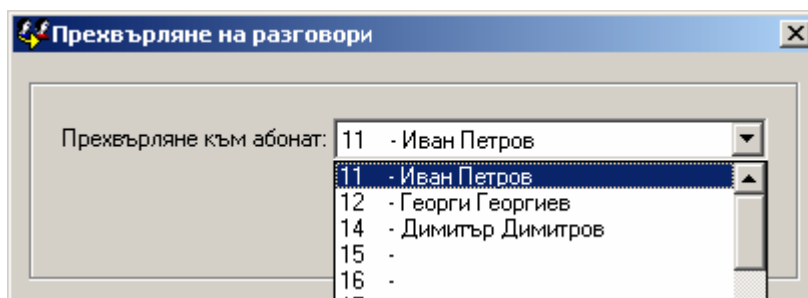 Прехвърляне на разговори
Прехвърляне към абонат: 11 - Иван Петров
11 - Иван Петров
12 - Георги Георгиев
14 - Димитър Димитров
15 -
16 -